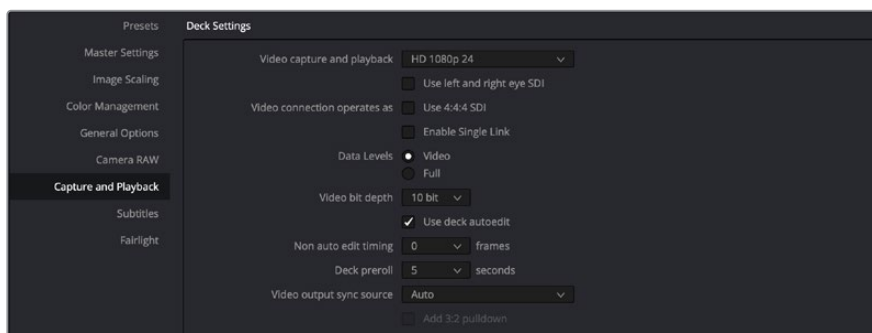 Presets
Master Settings
Image Scaling
Color Management
General Options
Camera RAW
Capture and Playback
Subtitles
Fairlight
Deck Settings
Video capture and playback HD 1080p 24
Use left and right eye SDI
Video connection operates as Use 4:4:4 SDI
Enable Single Link
Data Levels Video
Full
Video bit depth 10 bit
Use deck autoedit
Non auto edit timing 0 frames
Deck preroll 5 seconds
Video output sync source Auto
Add 3:2 pulldown